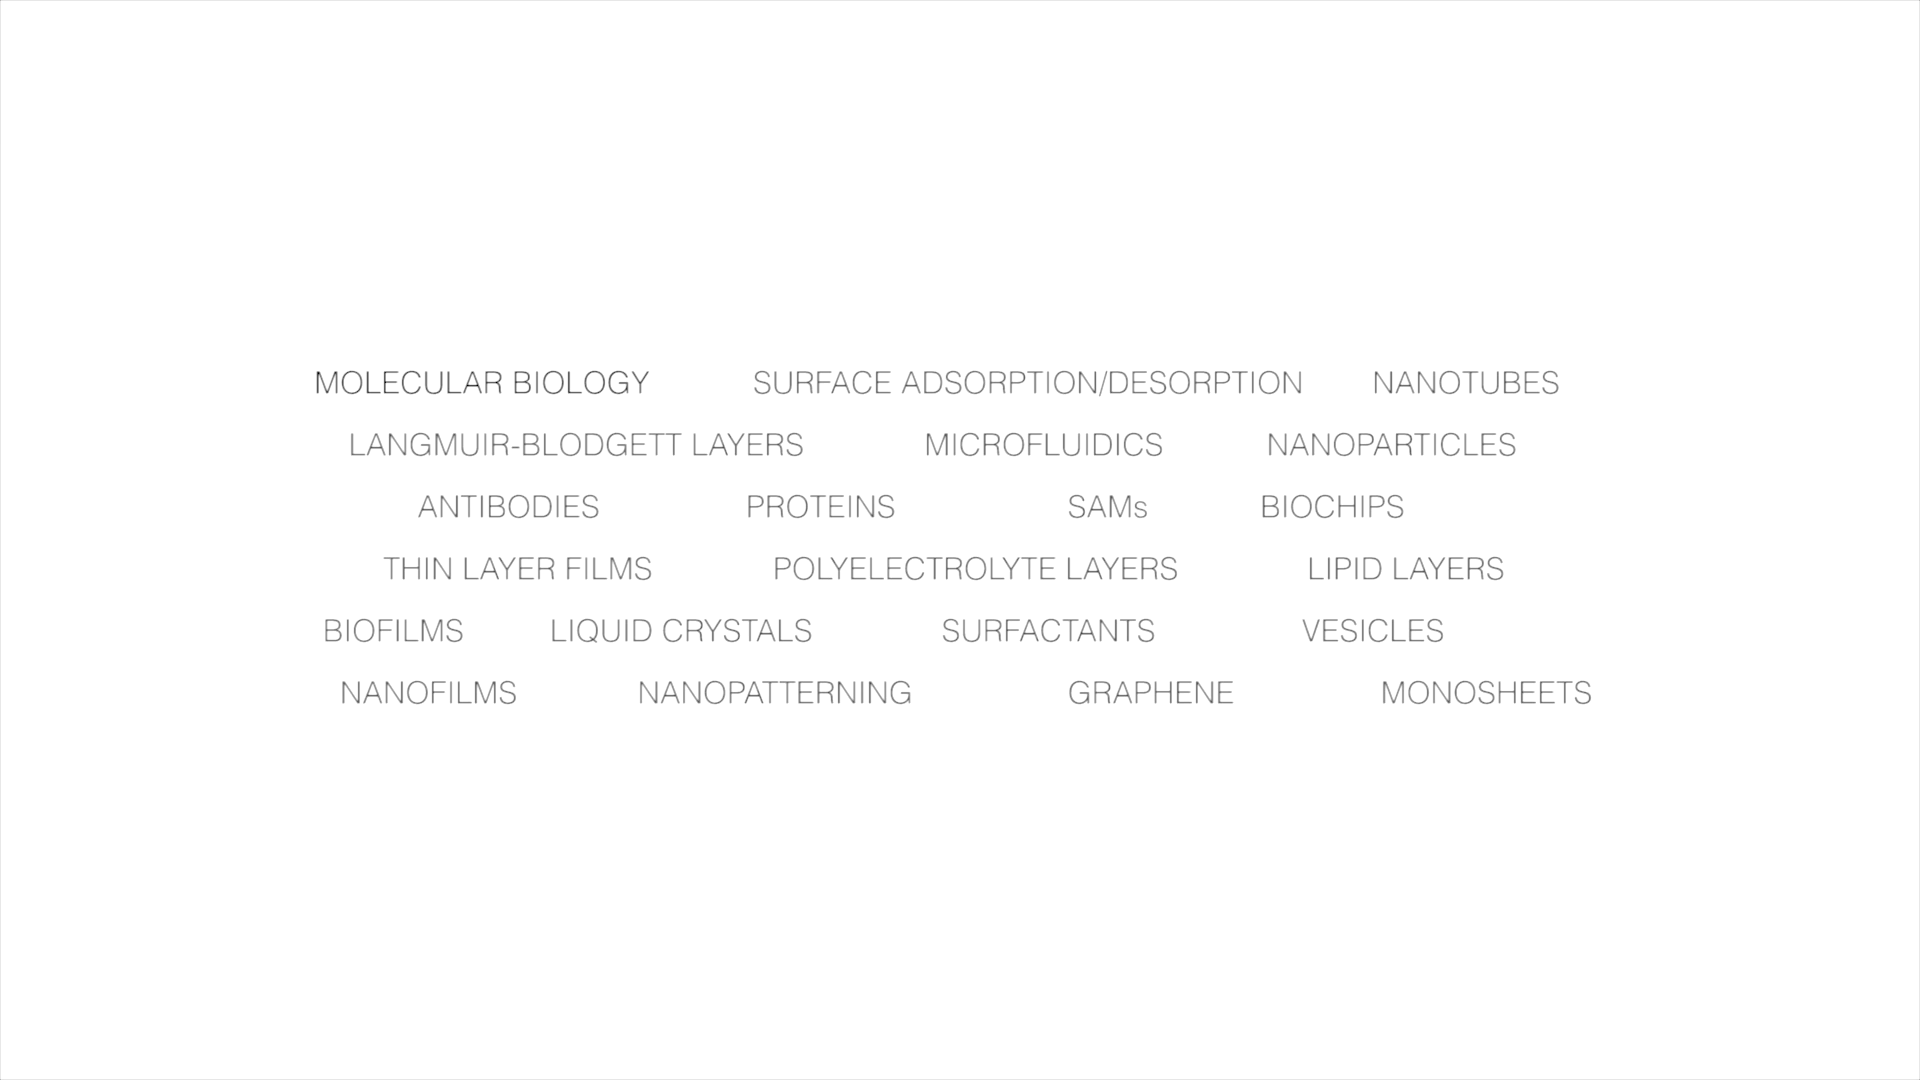 MOLECULAR BIOLOGY SURFACE ADSORPTION/DESORPTION NANOTUBES
LANGMUIR-BLODGETT LAYERS MICROFLUIDICS NANOPARTICLES
ANTIBODIES PROTEINS SAMs BIOCHIPS
THIN LAYER FILMS POLYELECTROLYTE LAYERS LIPID LAYERS
BIOFILMS LIQUID CRYSTALS SURFACTANTS VESICLES
NANOFILMS NANOPATTERNING GRAPHENE MONOSHEETS